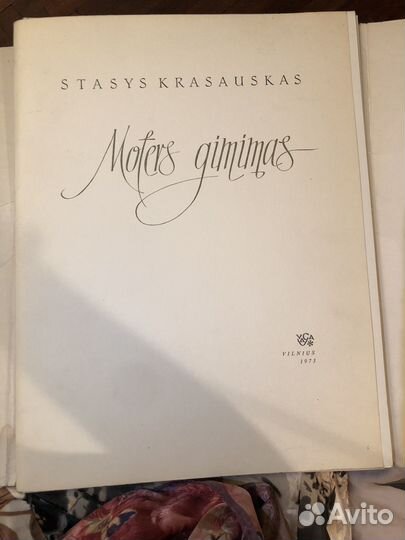 STASYS KRASAUSKAS
Moters gimimas
VAGA
VILNIUS
1973
Avito